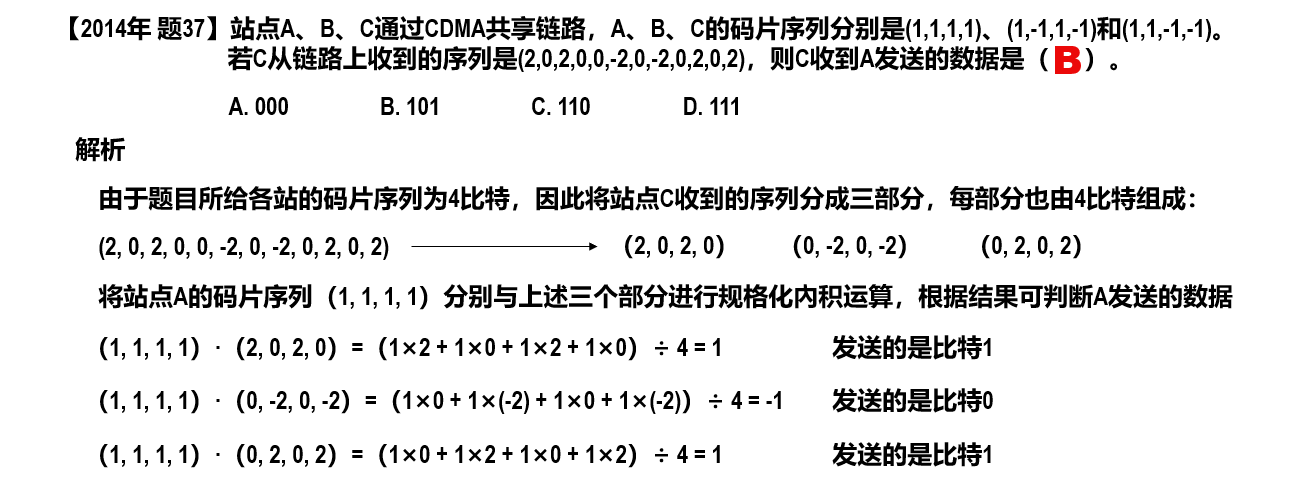 【2014年 题37】站点A、B、C通过CDMA共享链路，A、B、C的码片序列分别是(1,1,1,1)、(1,-1,1,-1)和(1,1,-1,-1)。
若C从链路上收到的序列是(2,0,2,0,0,-2,0,-2,0,2,0,2)，则C收到A发送的数据是（ B ）。
A. 000 B. 101 C. 110 D. 111
解析
由于题目所给各站的码片序列为4比特，因此将站点C收到的序列分成三部分，每部分也由4比特组成：
(2, 0, 2, 0, 0, -2, 0, -2, 0, 2, 0, 2) （2, 0, 2, 0） （0, -2, 0, -2） （0, 2, 0, 2）
将站点A的码片序列（1, 1, 1, 1）分别与上述三个部分进行规格化内积运算，根据结果可判断A发送的数据
（1, 1, 1, 1）·（2, 0, 2, 0）=（1×2 + 1×0 + 1×2 + 1×0）÷ 4 = 1 发送的是比特1
（1, 1, 1, 1）·（0, -2, 0, -2）=（1×0 + 1×(-2) + 1×0 + 1×(-2)）÷ 4 = -1 发送的是比特0
（1, 1, 1, 1）·（0, 2, 0, 2）=（1×0 + 1×2 + 1×0 + 1×2）÷ 4 = 1 发送的是比特1